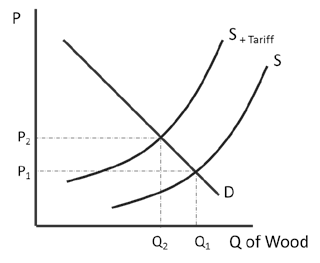 P
S + Tariff
S
P2
P1
D
Q2
Q1
Q of Wood